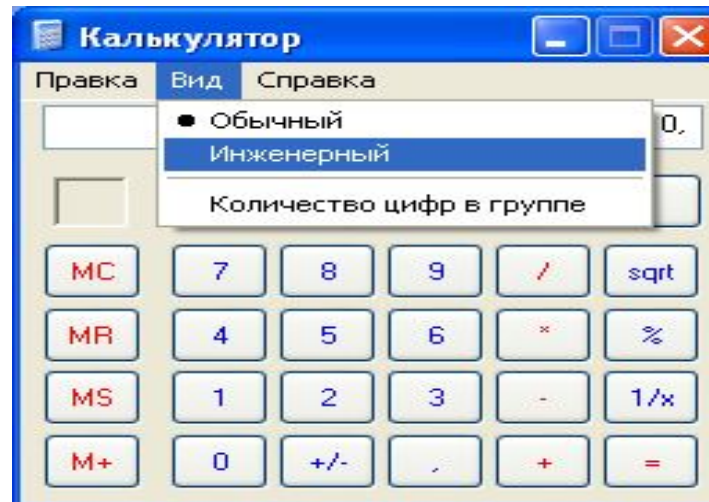 Калькулятор
Правка Вид Справка
0,
Обычный
Инженерный
Количество цифр в группе
MC 7 8 9 / sqrt
MR 4 5 6 * %
MS 1 2 3 - 1/x
M+ 0 +/- , + =